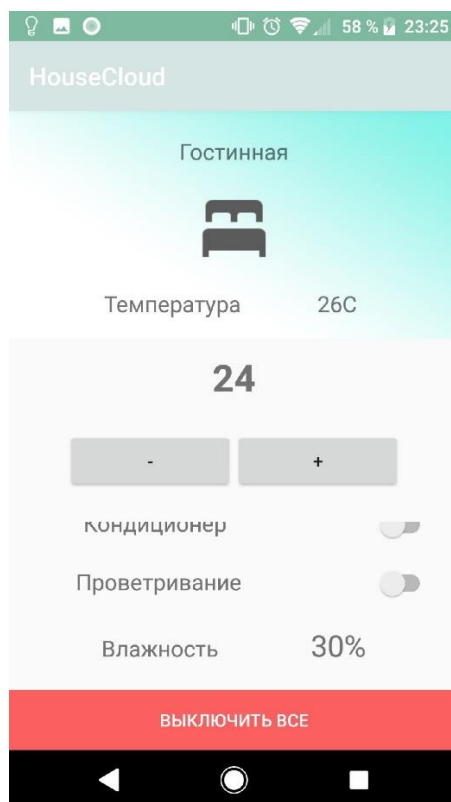 58 % 23:25
HouseCloud
Гостинная
Температура 26C
24
- +
Кондиционер
Проветривание
Влажность 30%
ВЫКЛЮЧИТЬ ВСЕ